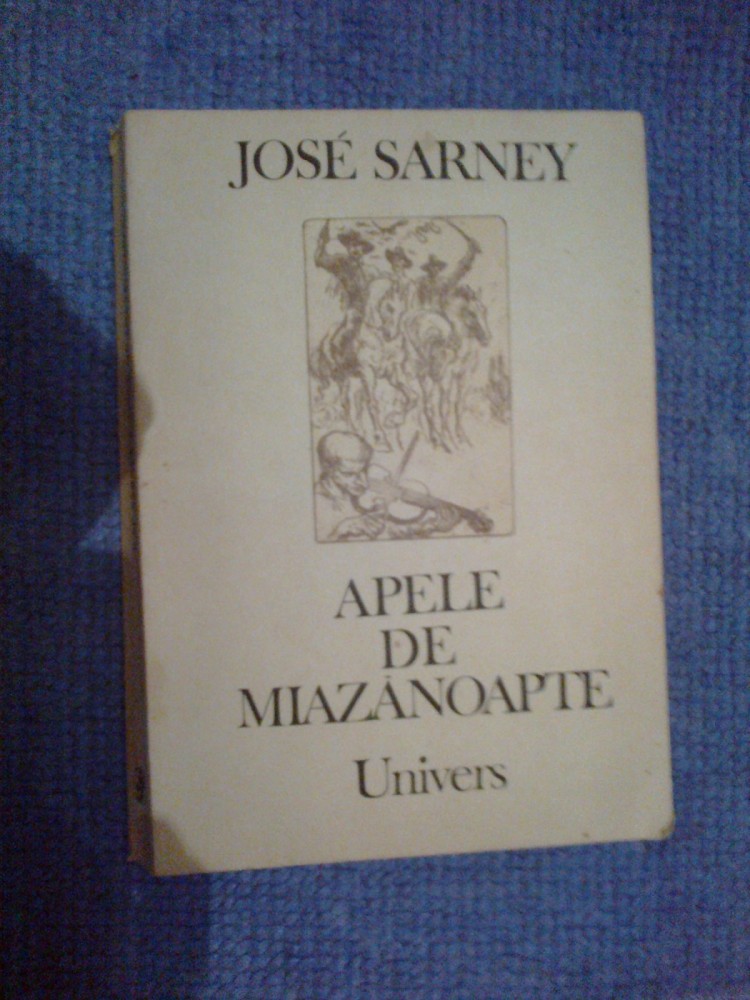 JOSÉ SARNEY
APELE
DE
MIAZĂNOAPTE
Univers